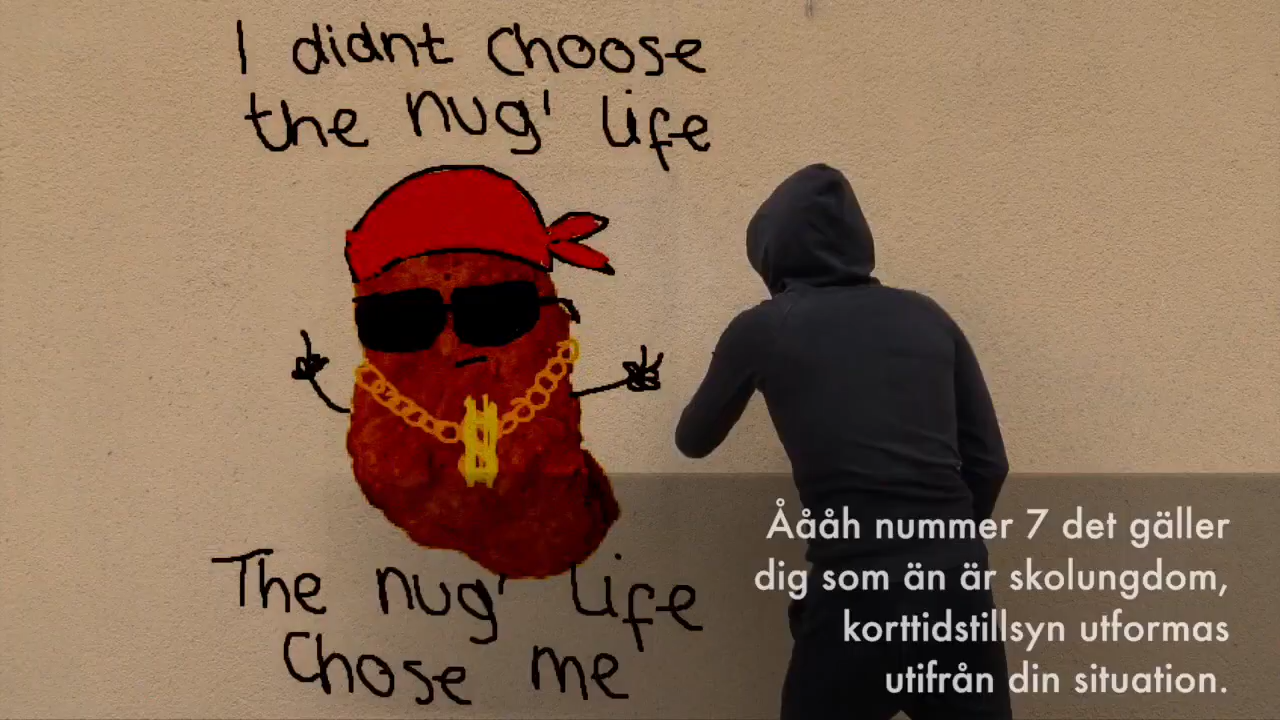 I didnt choose
the nug' life
The nug' life
Chose me
Åååh nummer 7 det gäller
dig som än är skolungdom,
korttidstillsyn utformas
utifrån din situation.